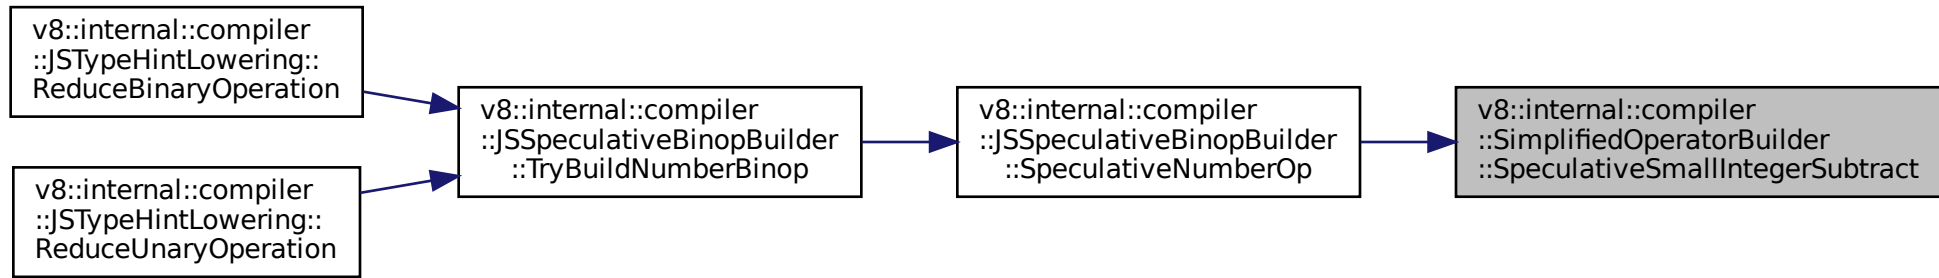 v8::internal::compiler
::JSTypeHintLowering::
ReduceBinaryOperation
v8::internal::compiler
::JSTypeHintLowering::
ReduceUnaryOperation
v8::internal::compiler
::JSSpeculativeBinopBuilder
::TryBuildNumberBinop
v8::internal::compiler
::JSSpeculativeBinopBuilder
::SpeculativeNumberOp
v8::internal::compiler
::SimplifiedOperatorBuilder
::SpeculativeSmallIntegerSubtract